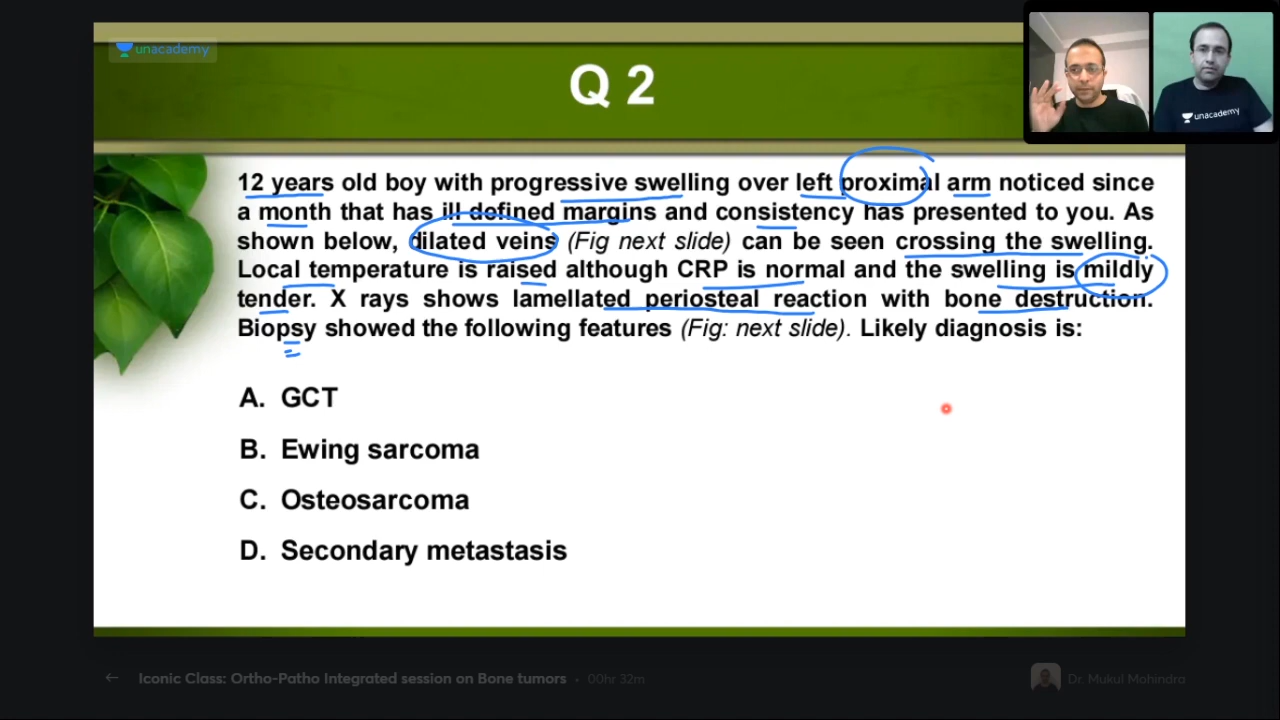 unacademy
Q 2
unacademy
12 years old boy with progressive swelling over left proximal arm noticed since
a month that has ill defined margins and consistency has presented to you. As
shown below, dilated veins (Fig next slide) can be seen crossing the swelling.
Local temperature is raised although CRP is normal and the swelling is mildly
tender. X rays shows lamellated periosteal reaction with bone destruction.
Biopsy showed the following features (Fig: next slide). Likely diagnosis is:
A. GCT
B. Ewing sarcoma
C. Osteosarcoma
D. Secondary metastasis
← Iconic Class: Ortho-Patho Integrated session on Bone tumors · 00hr 32m
Dr. Mukul Mohindra